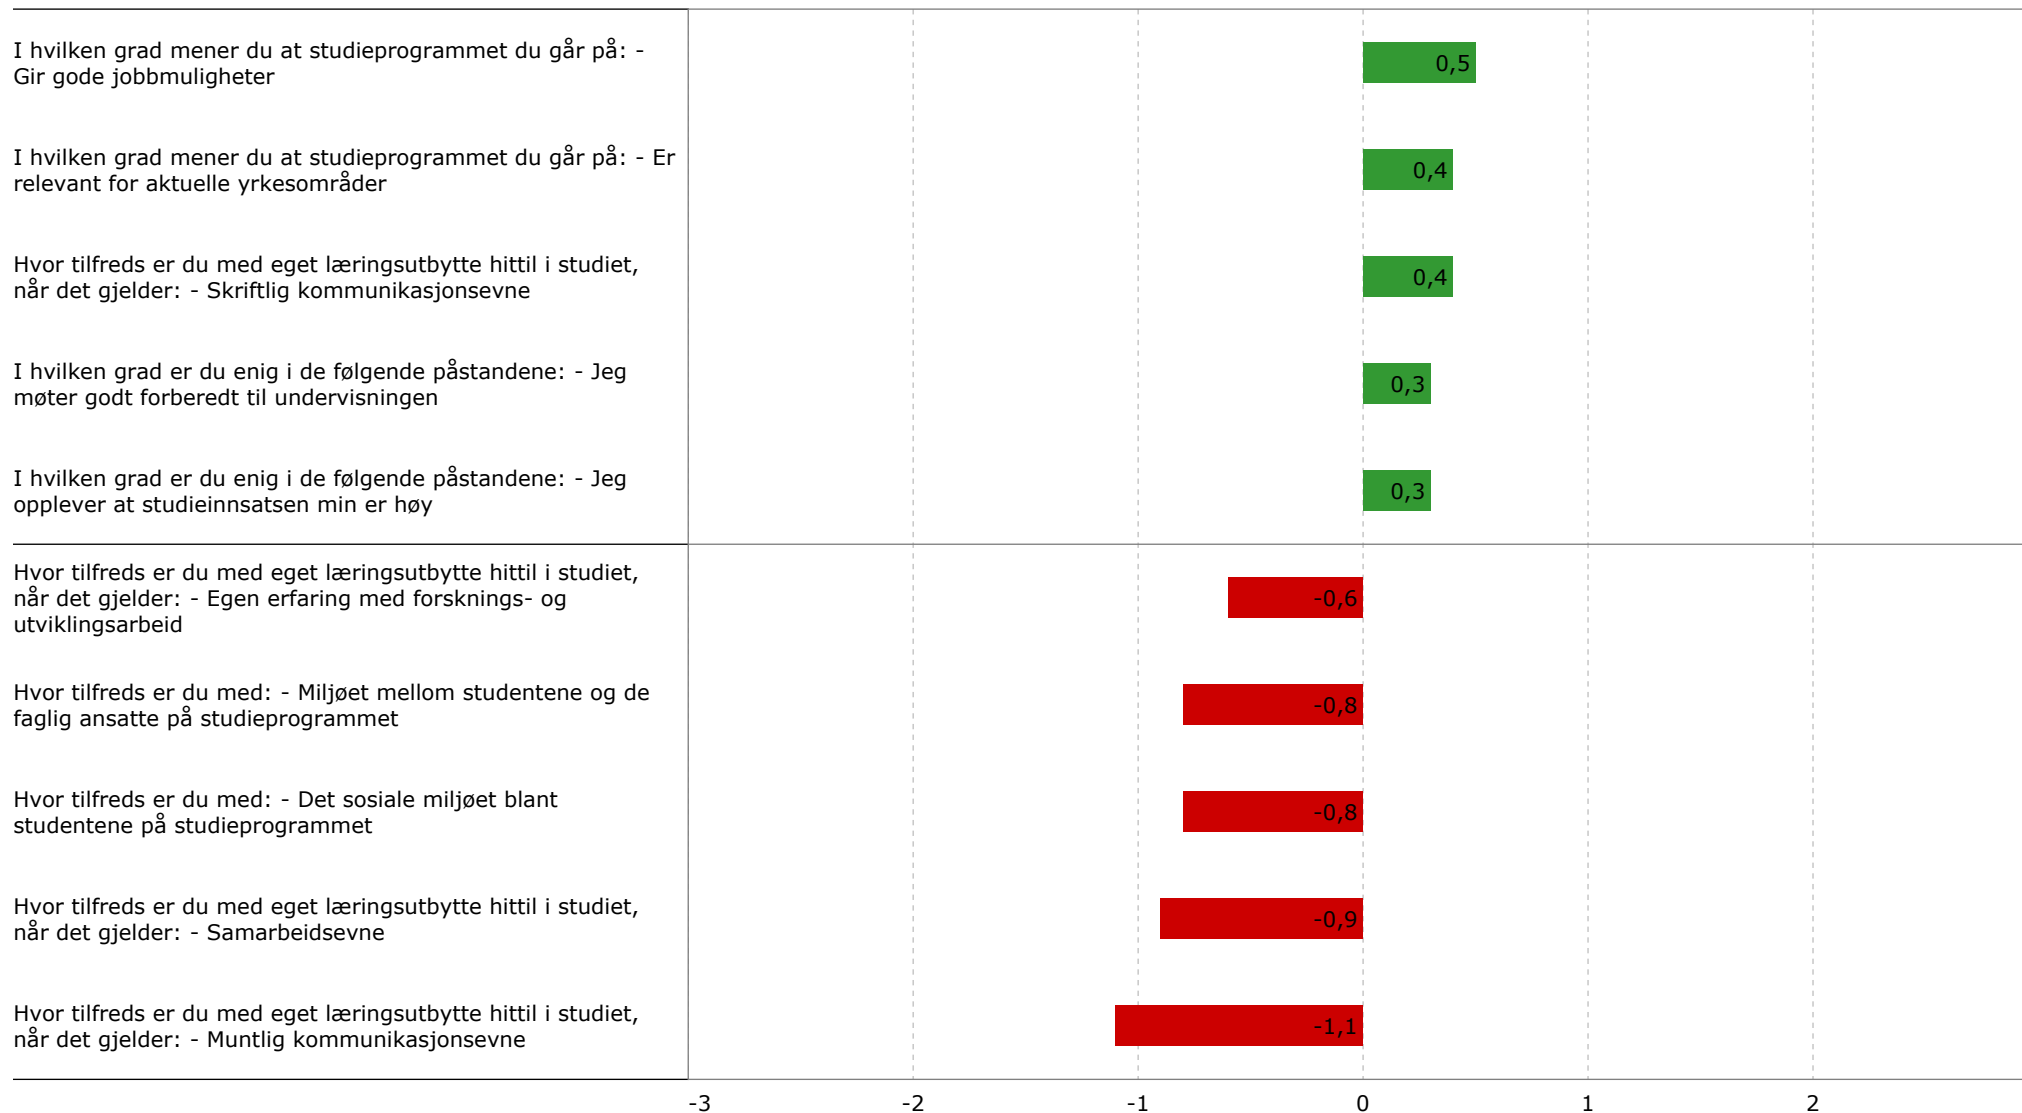 I hvilken grad mener du at studieprogrammet du går på: -
Gir gode jobbmuligheter
0,5
I hvilken grad mener du at studieprogrammet du går på: - Er
relevant for aktuelle yrkesområder
0,4
Hvor tilfreds er du med eget læringsutbytte hittil i studiet,
når det gjelder: - Skriftlig kommunikasjonsevne
0,4
I hvilken grad er du enig i de følgende påstandene: - Jeg
møter godt forberedt til undervisningen
0,3
I hvilken grad er du enig i de følgende påstandene: - Jeg
opplever at studieinnsatsen min er høy
0,3
Hvor tilfreds er du med eget læringsutbytte hittil i studiet,
når det gjelder: - Egen erfaring med forsknings- og
utviklingsarbeid
-0,6
Hvor tilfreds er du med: - Miljøet mellom studentene og de
faglig ansatte på studieprogrammet
-0,8
Hvor tilfreds er du med: - Det sosiale miljøet blant
studentene på studieprogrammet
-0,8
Hvor tilfreds er du med eget læringsutbytte hittil i studiet,
når det gjelder: - Samarbeidsevne
-0,9
Hvor tilfreds er du med eget læringsutbytte hittil i studiet,
når det gjelder: - Muntlig kommunikasjonsevne
-1,1
-3 -2 -1 0 1 2